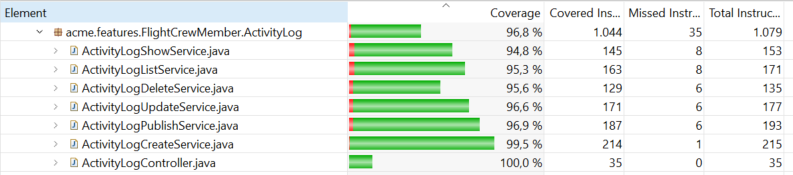 Element Coverage Covered Ins... Missed Instr... Total Instruc...
acme.features.FlightCrewMember.ActivityLog 96,8 % 1.044 35 1.079
ActivityLogShowService.java 94,8 % 145 8 153
ActivityLogListService.java 95,3 % 163 8 171
ActivityLogDeleteService.java 95,6 % 129 6 135
ActivityLogUpdateService.java 96,6 % 171 6 177
ActivityLogPublishService.java 96,9 % 187 6 193
ActivityLogCreateService.java 99,5 % 214 1 215
ActivityLogController.java 100,0 % 35 0 35